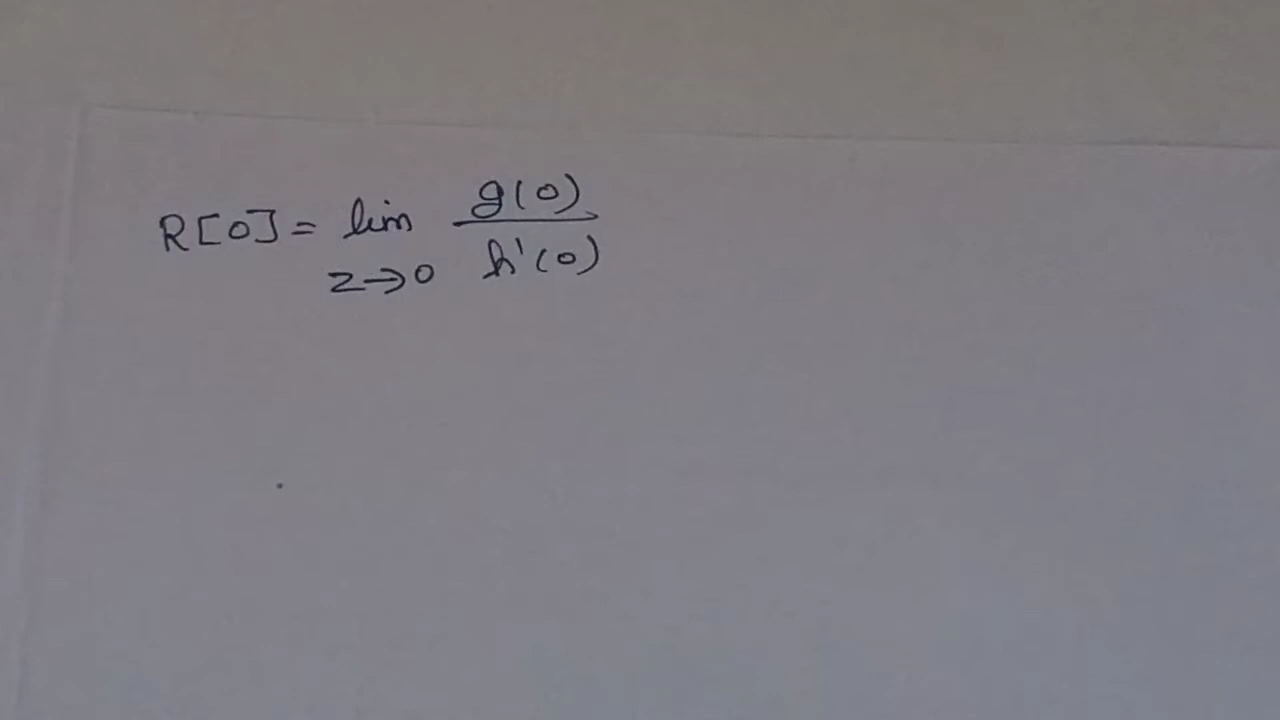 R[0] = lim g(0)
z→0 h'(0)